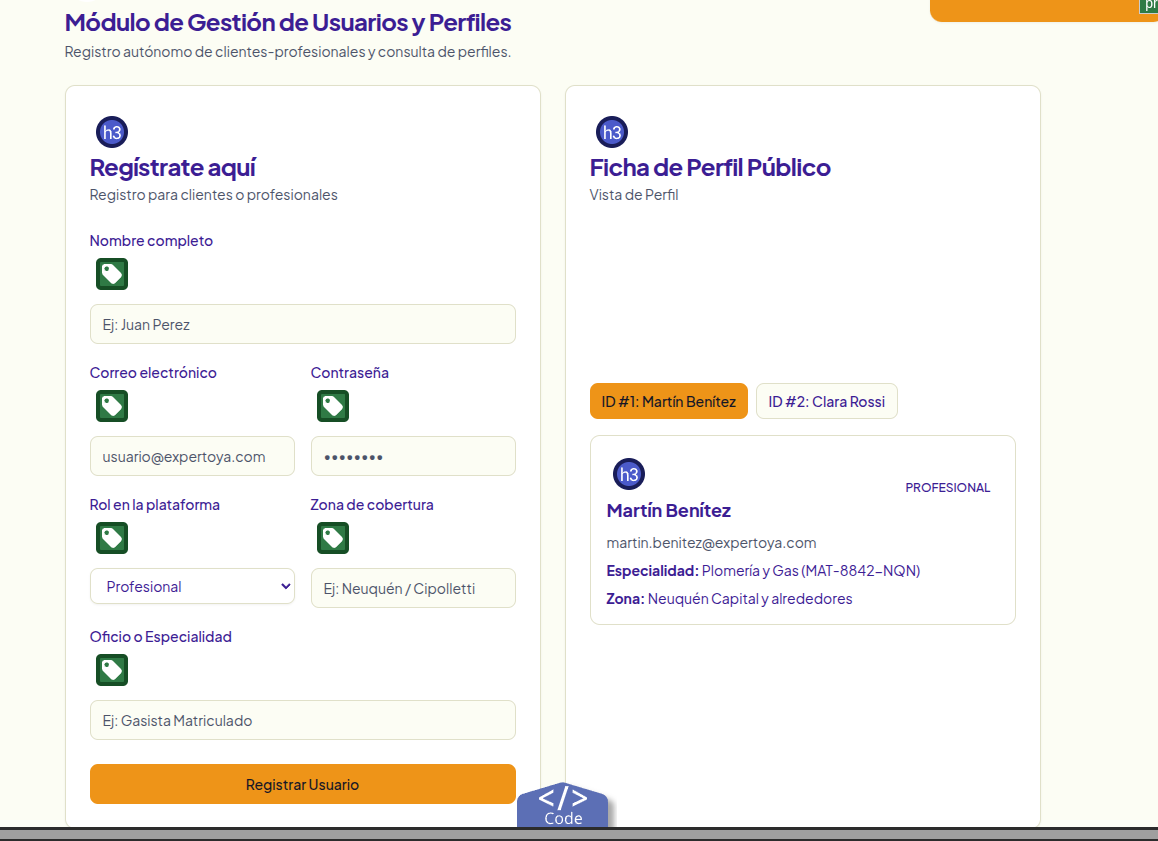 Módulo de Gestión de Usuarios y Perfiles
Registro autónomo de clientes-profesionales y consulta de perfiles.
h3
Regístrate aquí
Registro para clientes o profesionales
Nombre completo
Ej: Juan Perez
Correo electrónico
Contraseña
usuario@expertoya.com
••••••••
Rol en la plataforma
Zona de cobertura
Profesional
Ej: Neuquén / Cipolletti
Oficio o Especialidad
Ej: Gasista Matriculado
Registrar Usuario
h3
Ficha de Perfil Público
Vista de Perfil
ID #1: Martín Benítez
ID #2: Clara Rossi
h3
PROFESIONAL
Martín Benítez
martin.benitez@expertoya.com
Especialidad: Plomería y Gas (MAT-8842-NQN)
Zona: Neuquén Capital y alrededores
</> 
Code